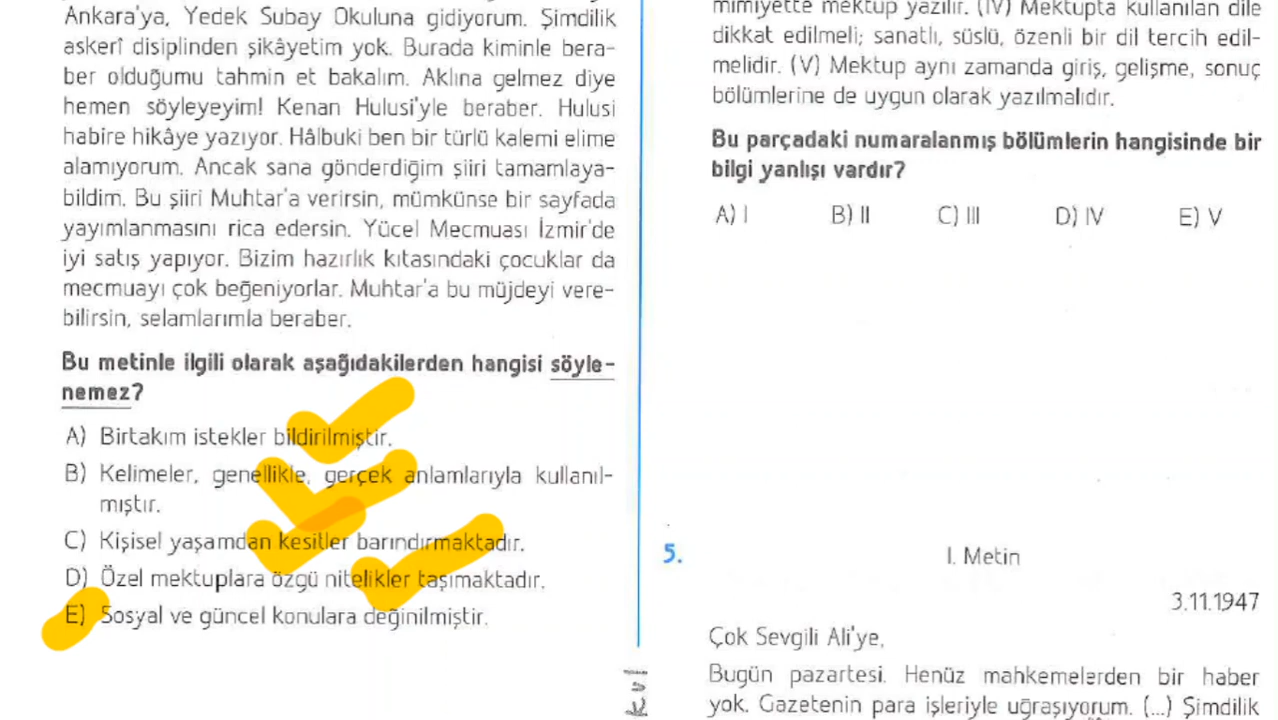 Ankara'ya, Yedek Subay Okuluna gidiyorum. Şimdilik
askerî disiplinden şikâyetim yok. Burada kiminle bera-
ber olduğumu tahmin et bakalım. Aklına gelmez diye
hemen söyleyeyim! Kenan Hulusi'yle beraber. Hulusi
habire hikâye yazıyor. Hâlbuki ben bir türlü kalemi elime
alamıyorum. Ancak sana gönderdiğim şiiri tamamlaya-
bildim. Bu şiiri Muhtar'a verirsin, mümkünse bir sayfada
yayımlanmasını rica edersin. Yücel Mecmuası İzmir'de
iyi satış yapıyor. Bizim hazırlık kıtasındaki çocuklar da
mecmuayı çok beğeniyorlar. Muhtar'a bu müjdeyi vere-
bilirsin, selamlarımla beraber.
Bu metinle ilgili olarak aşağıdakilerden hangisi söyle-
nemez?
A) Birtakım istekler bildirilmiştir.
B) Kelimeler, genellikle, gerçek anlamlarıyla kullanıl-
mıştır.
C) Kişisel yaşamdan kesitler barındırmaktadır.
D) Özel mektuplara özgü nitelikler taşımaktadır.
E) Sosyal ve güncel konulara değinilmiştir.
mimiyette mektup yazılır. (IV) Mektupta kullanılan dile
dikkat edilmeli; sanatlı, süslü, özenli bir dil tercih edil-
melidir. (V) Mektup aynı zamanda giriş, gelişme, sonuç
bölümlerine de uygun olarak yazılmalıdır.
Bu parçadaki numaralanmış bölümlerin hangisinde bir
bilgi yanlışı vardır?
A) I B) II C) III D) IV E) V
5. I. Metin
3.11.1947
Çok Sevgili Ali'ye,
Bugün pazartesi. Henüz mahkemelerden bir haber
yok. Gazetenin para işleriyle uğraşıyorum. (...) Şimdilik